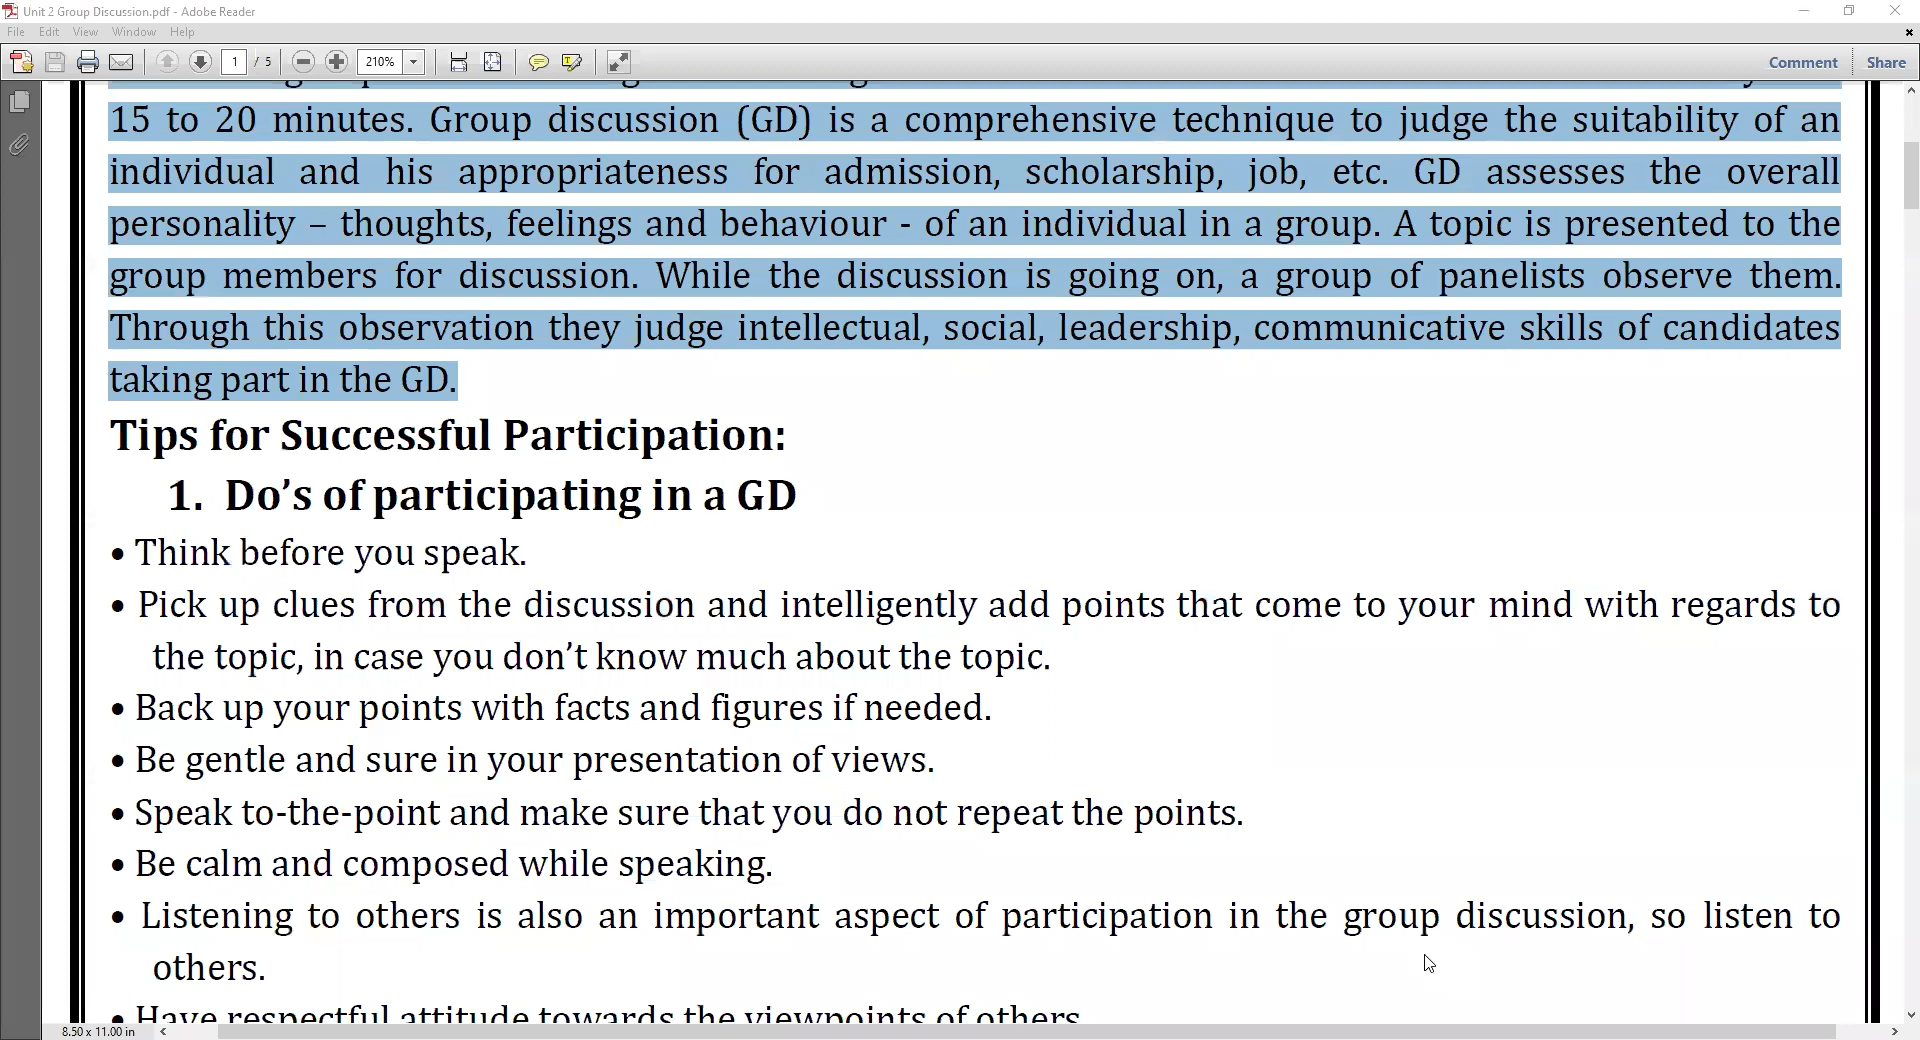 Unit 2 Group Discussion.pdf - Adobe Reader
File Edit View Window Help
1 / 5 210% Comment Share
15 to 20 minutes. Group discussion (GD) is a comprehensive technique to judge the suitability of an
individual and his appropriateness for admission, scholarship, job, etc. GD assesses the overall
personality – thoughts, feelings and behaviour - of an individual in a group. A topic is presented to the
group members for discussion. While the discussion is going on, a group of panelists observe them.
Through this observation they judge intellectual, social, leadership, communicative skills of candidates
taking part in the GD.
Tips for Successful Participation:
1. Do’s of participating in a GD
• Think before you speak.
• Pick up clues from the discussion and intelligently add points that come to your mind with regards to
the topic, in case you don’t know much about the topic.
• Back up your points with facts and figures if needed.
• Be gentle and sure in your presentation of views.
• Speak to-the-point and make sure that you do not repeat the points.
• Be calm and composed while speaking.
• Listening to others is also an important aspect of participation in the group discussion, so listen to
others.
• Have respectful attitude towards the viewpoints of others.
8.50 x 11.00 in